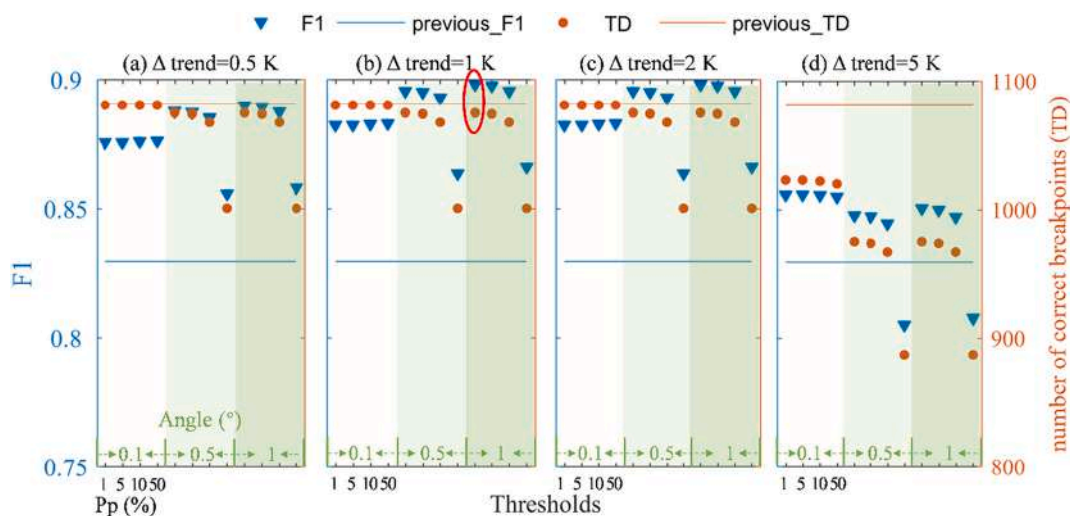 F1 previous_F1 TD previous_TD
(a) Δ trend=0.5 K (b) Δ trend=1 K (c) Δ trend=2 K (d) Δ trend=5 K
0.9 1100
0.85 1000
0.8 900
0.75 800
F1
number of correct breakpoints (TD)
Angle (°)
0.1 0.5 1 0.1 0.5 1 0.1 0.5 1 0.1 0.5 1
1 5 10 50 1 5 10 50 1 5 10 50 1 5 10 50
Pp (%) Thresholds